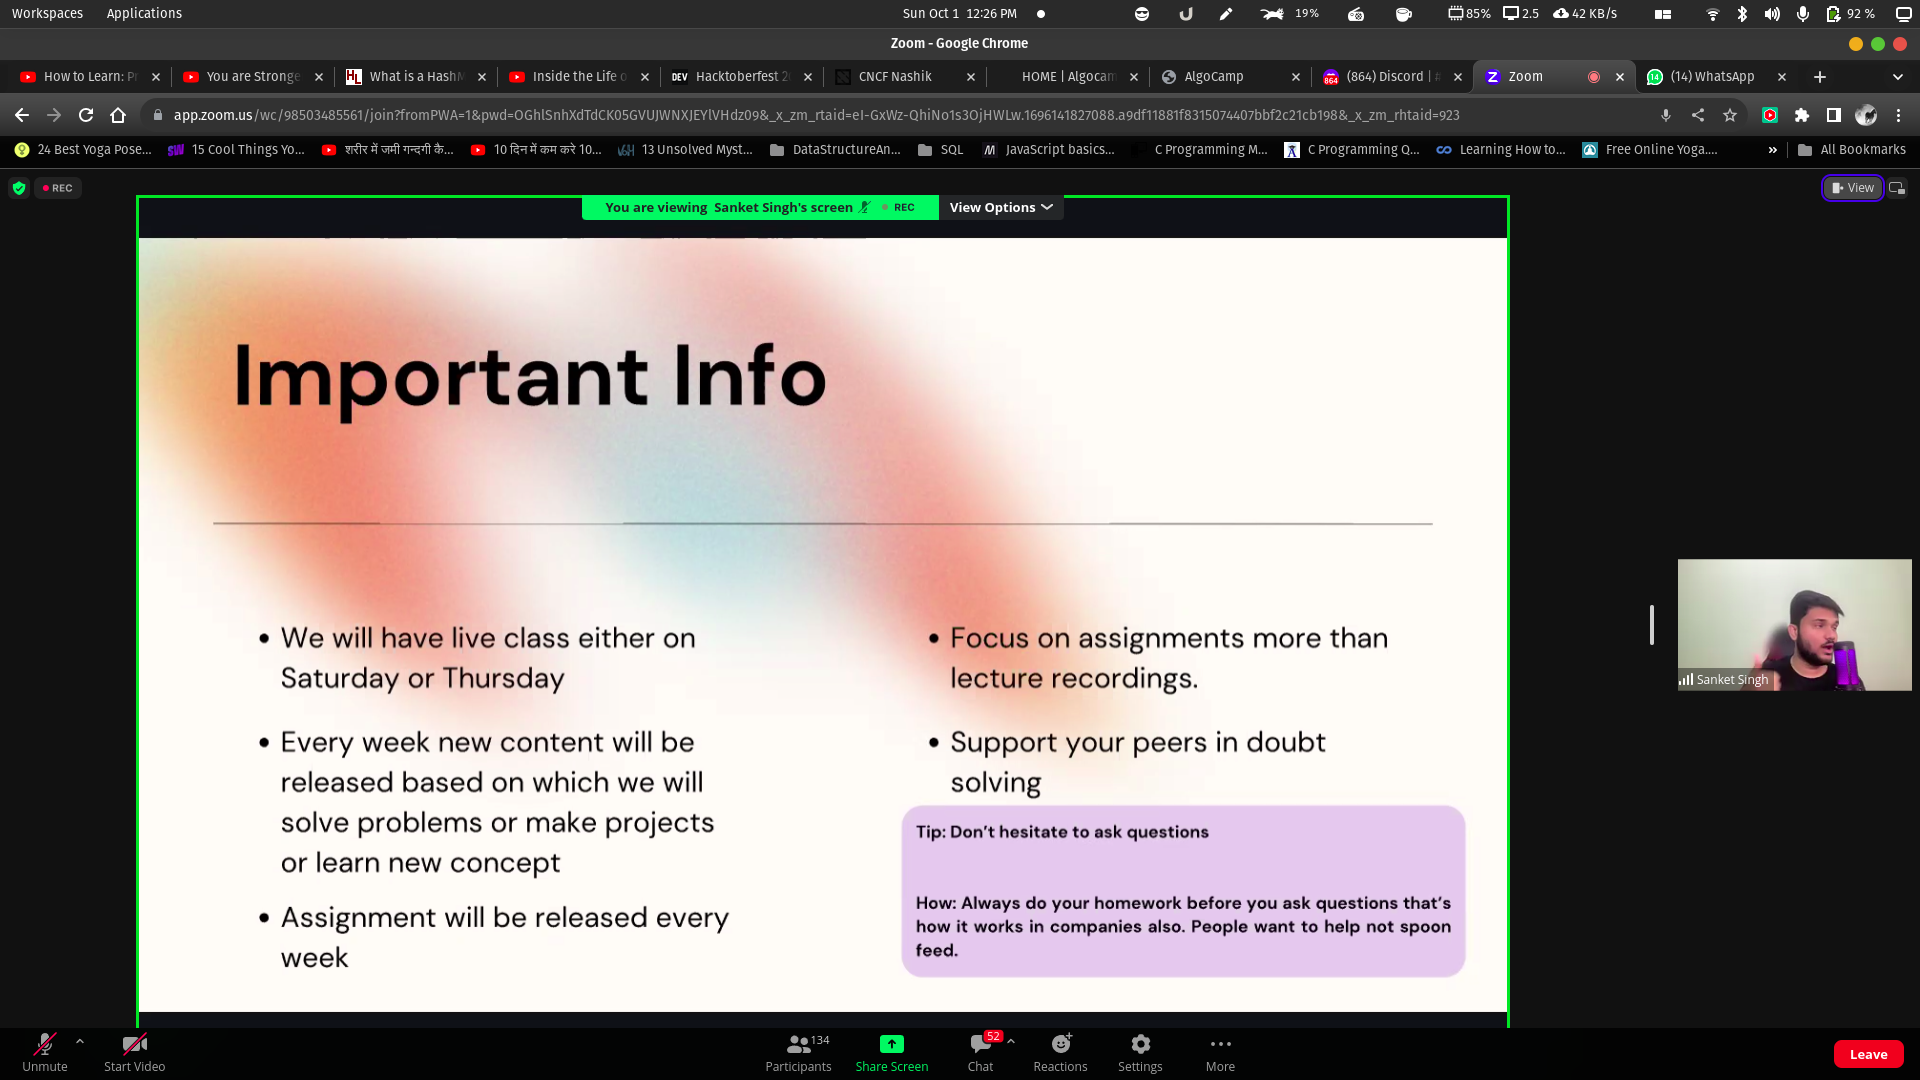 Workspaces Applications Sun Oct 1 12:26 PM 19% 85% 2.5 42 KB/s 92 %
Zoom - Google Chrome
How to Learn: You are Stronge What is a Hash Inside the Life o DEV Hacktoberfest 2 CNCF Nashik HOME | Algocam AlgoCamp (864) Discord | Zoom (14) WhatsApp
app.zoom.us/wc/98503485561/join?fromPWA=1&pwd=OGhlSnhXdTdCK05GVUJWNXJEYlVHdz09&_x_zm_rtaid=eI-GxWz-QhiNo1s3OjHWLw.1696141827088.a9df11881f8315074407bbf2c21cb198&_x_zm_rhtaid=923
24 Best Yoga Pose... 15 Cool Things Yo... शरीर में जमी गन्दगी कै... 10 दिन में कम करे 10... 13 Unsolved Myst... DataStructureAn... SQL JavaScript basics... C Programming M... C Programming Q... Learning How to... Free Online Yoga.... » All Bookmarks
REC View
You are viewing Sanket Singh's screen REC View Options
Important Info
• We will have live class either on
Saturday or Thursday
• Every week new content will be
released based on which we will
solve problems or make projects
or learn new concept
• Assignment will be released every
week
• Focus on assignments more than
lecture recordings.
• Support your peers in doubt
solving
Tip: Don't hesitate to ask questions
How: Always do your homework before you ask questions that's
how it works in companies also. People want to help not spoon
feed.
Sanket Singh
Unmute Start Video 134 Participants Share Screen 52 Chat Reactions Settings More Leave